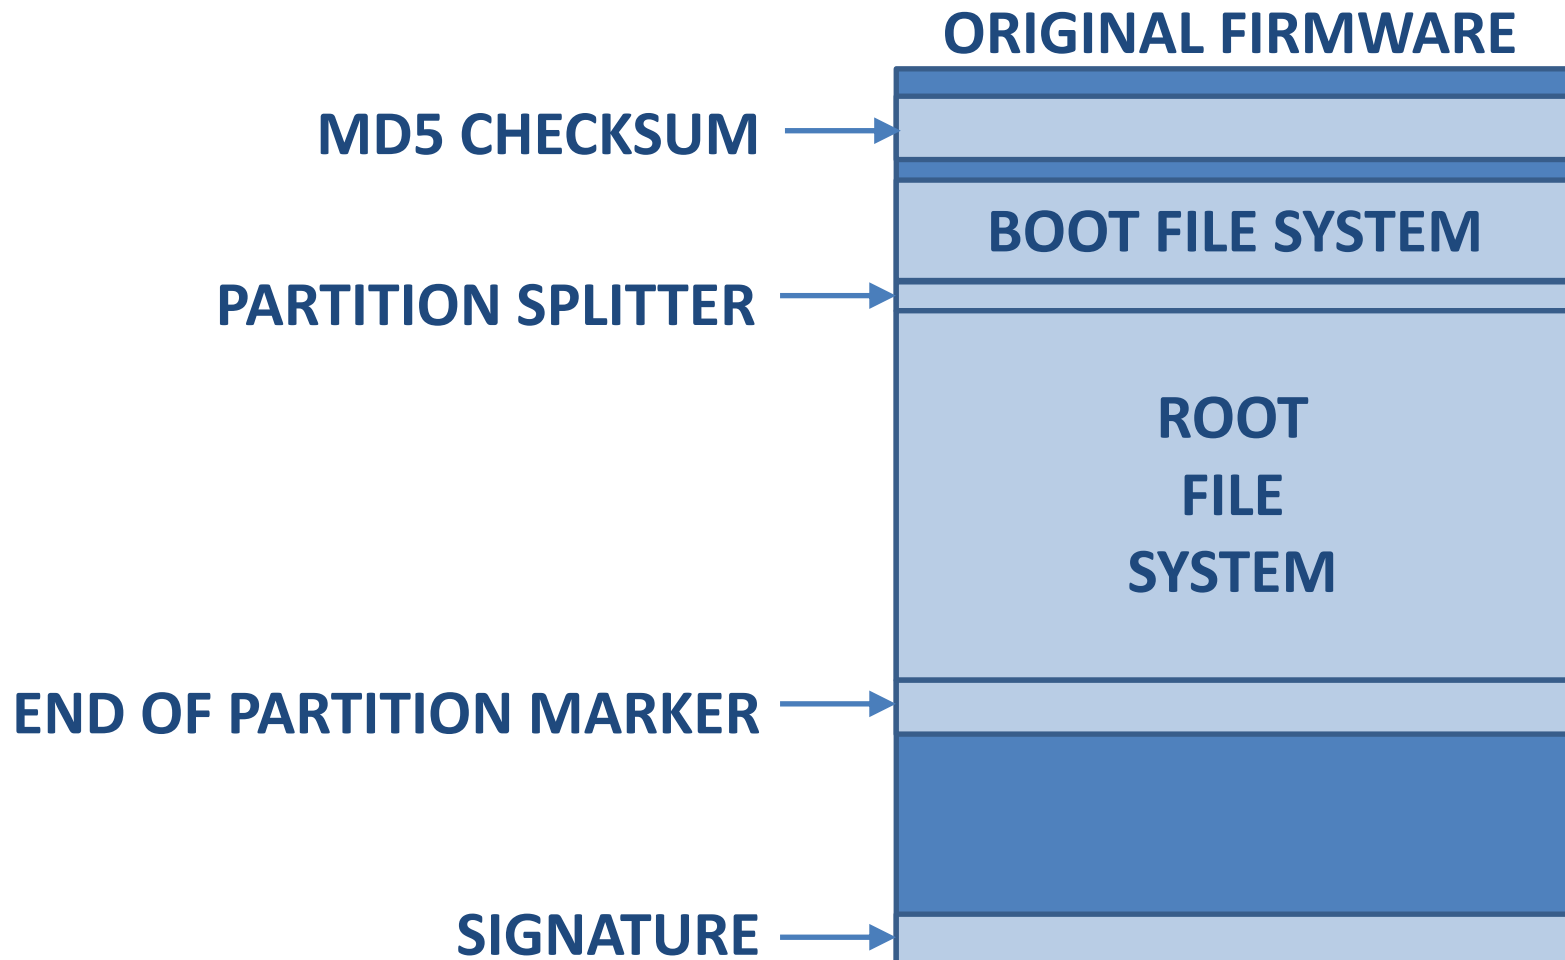 ORIGINAL FIRMWARE
MD5 CHECKSUM
BOOT FILE SYSTEM
PARTITION SPLITTER
ROOT
FILE
SYSTEM
END OF PARTITION MARKER
SIGNATURE